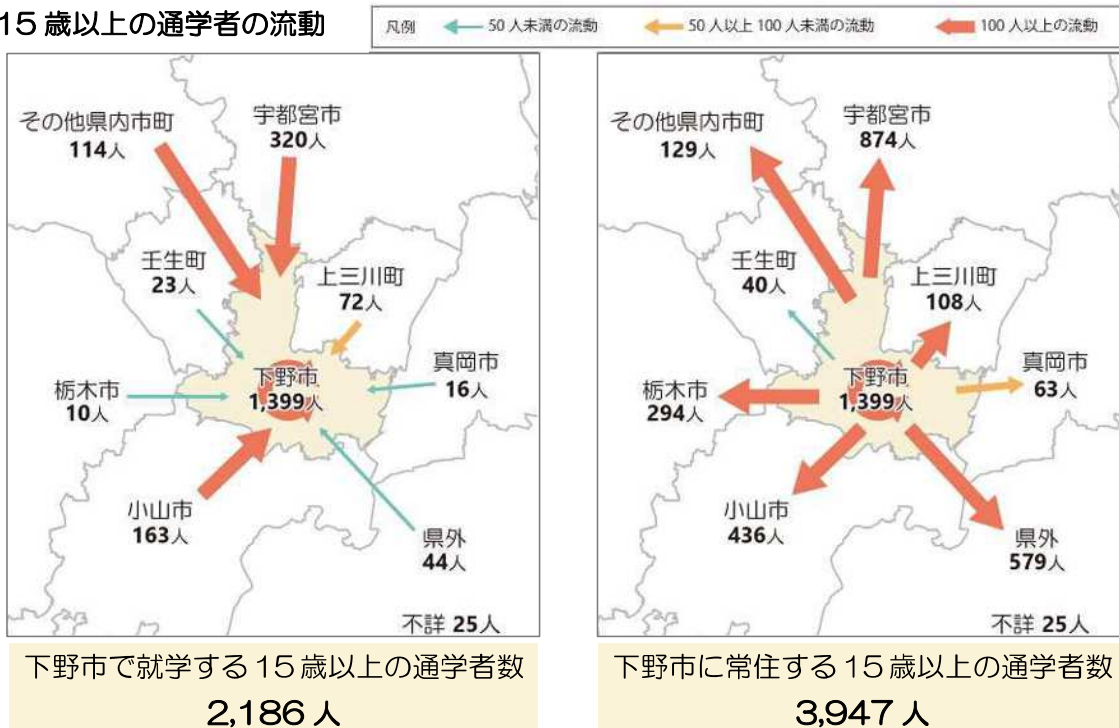 15歳以上の通学者の流動
凡例 50人未満の流動 50人以上100人未満の流動 100人以上の流動
その他県内市町
114人
宇都宮市
320人
壬生町
23人
上三川町
72人
下野市
1,399人
真岡市
16人
栃木市
10人
小山市
163人
県外
44人
不詳 25人
下野市で就学する15歳以上の通学者数
2,186人
その他県内市町
129人
宇都宮市
874人
壬生町
40人
上三川町
108人
下野市
1,399人
真岡市
63人
栃木市
294人
小山市
436人
県外
579人
不詳 25人
下野市に常住する15歳以上の通学者数
3,947人